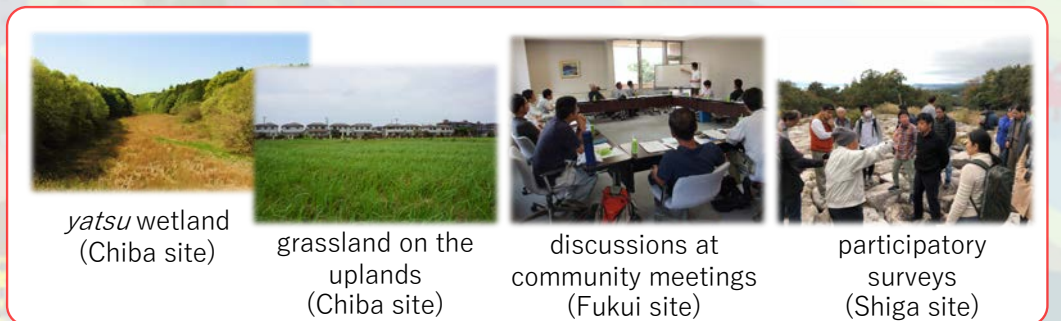 yatsu wetland
(Chiba site)
grassland on the
uplands
(Chiba site)
discussions at
community meetings
(Fukui site)
participatory
surveys
(Shiga site)